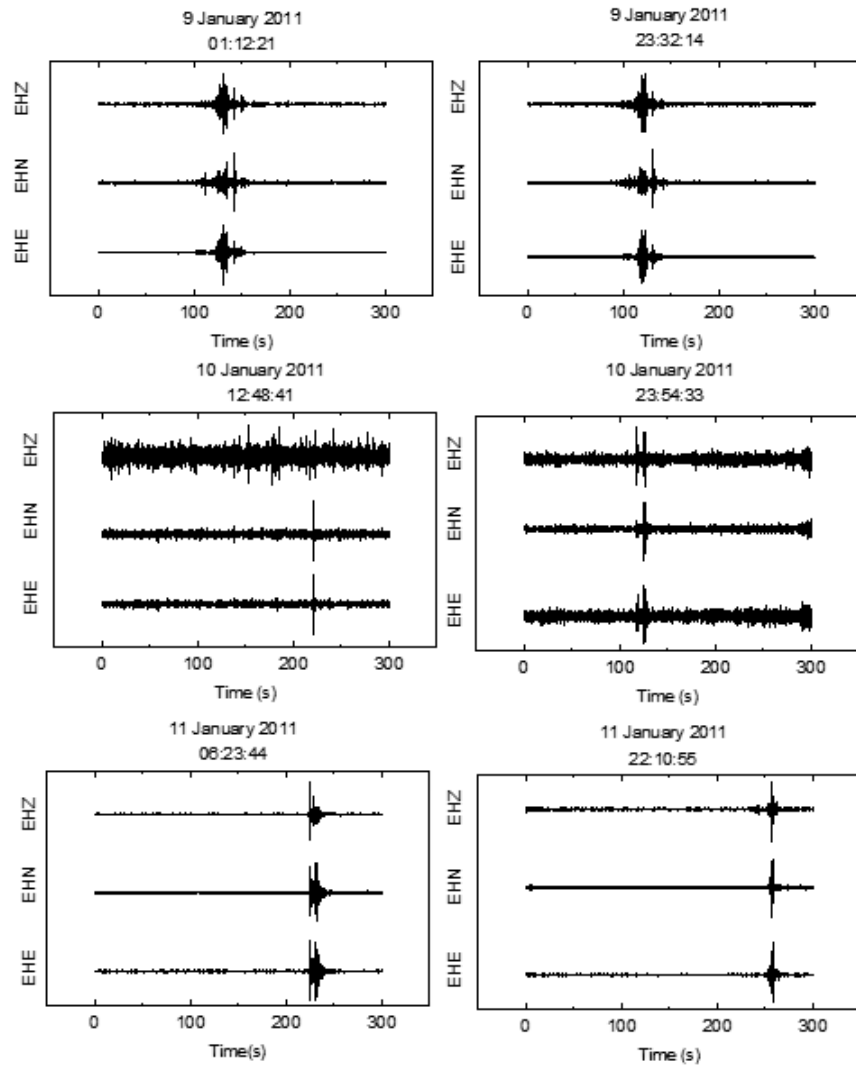 9 January 2011
01:12:21
EHZ
EHN
EHE
0 100 200 300
Time (s)
9 January 2011
23:32:14
EHZ
EHN
EHE
0 100 200 300
Time (s)
10 January 2011
12:48:41
EHZ
EHN
EHE
0 100 200 300
Time (s)
10 January 2011
23:54:33
EHZ
EHN
EHE
0 100 200 300
Time (s)
11 January 2011
06:23:44
EHZ
EHN
EHE
0 100 200 300
Time(s)
11 January 2011
22:10:55
EHZ
EHN
EHE
0 100 200 300
Time (s)